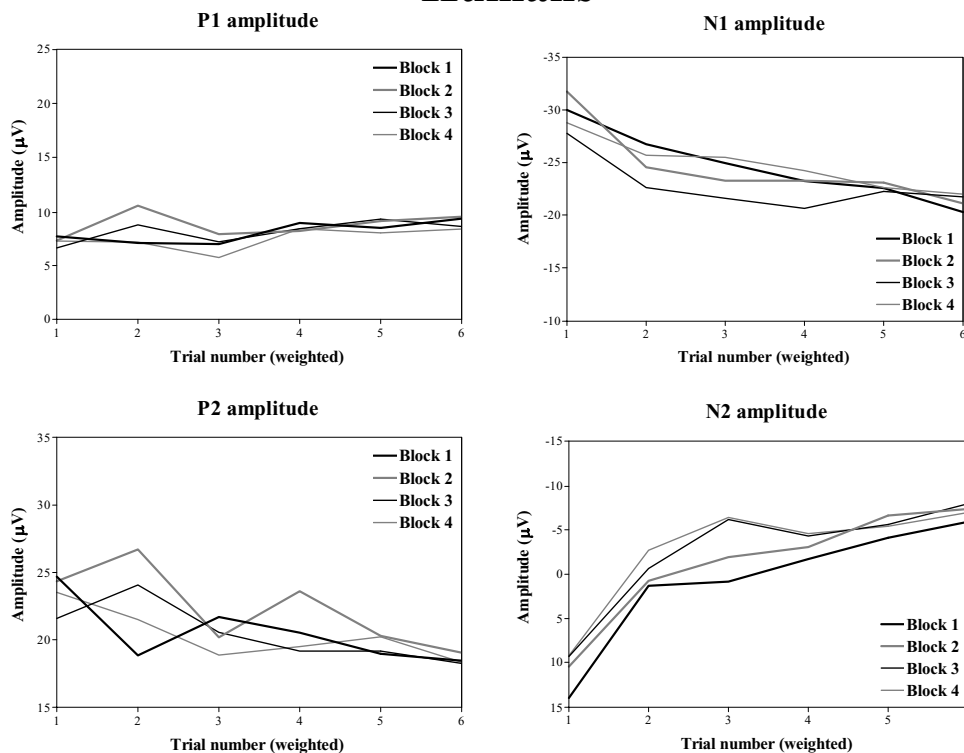 P1 amplitude
25
20
15
10
5
0
Amplitude (µV)
Block 1
Block 2
Block 3
Block 4
1 2 3 4 5 6
Trial number (weighted)
N1 amplitude
-35
-30
-25
-20
-15
-10
Amplitude (µV)
Block 1
Block 2
Block 3
Block 4
1 2 3 4 5 6
Trial number (weighted)
P2 amplitude
35
30
25
20
15
Amplitude (µV)
Block 1
Block 2
Block 3
Block 4
1 2 3 4 5 6
Trial number (weighted)
N2 amplitude
-15
-10
-5
0
5
10
15
Amplitude (µV)
Block 1
Block 2
Block 3
Block 4
1 2 3 4 5
Trial number (weighted)